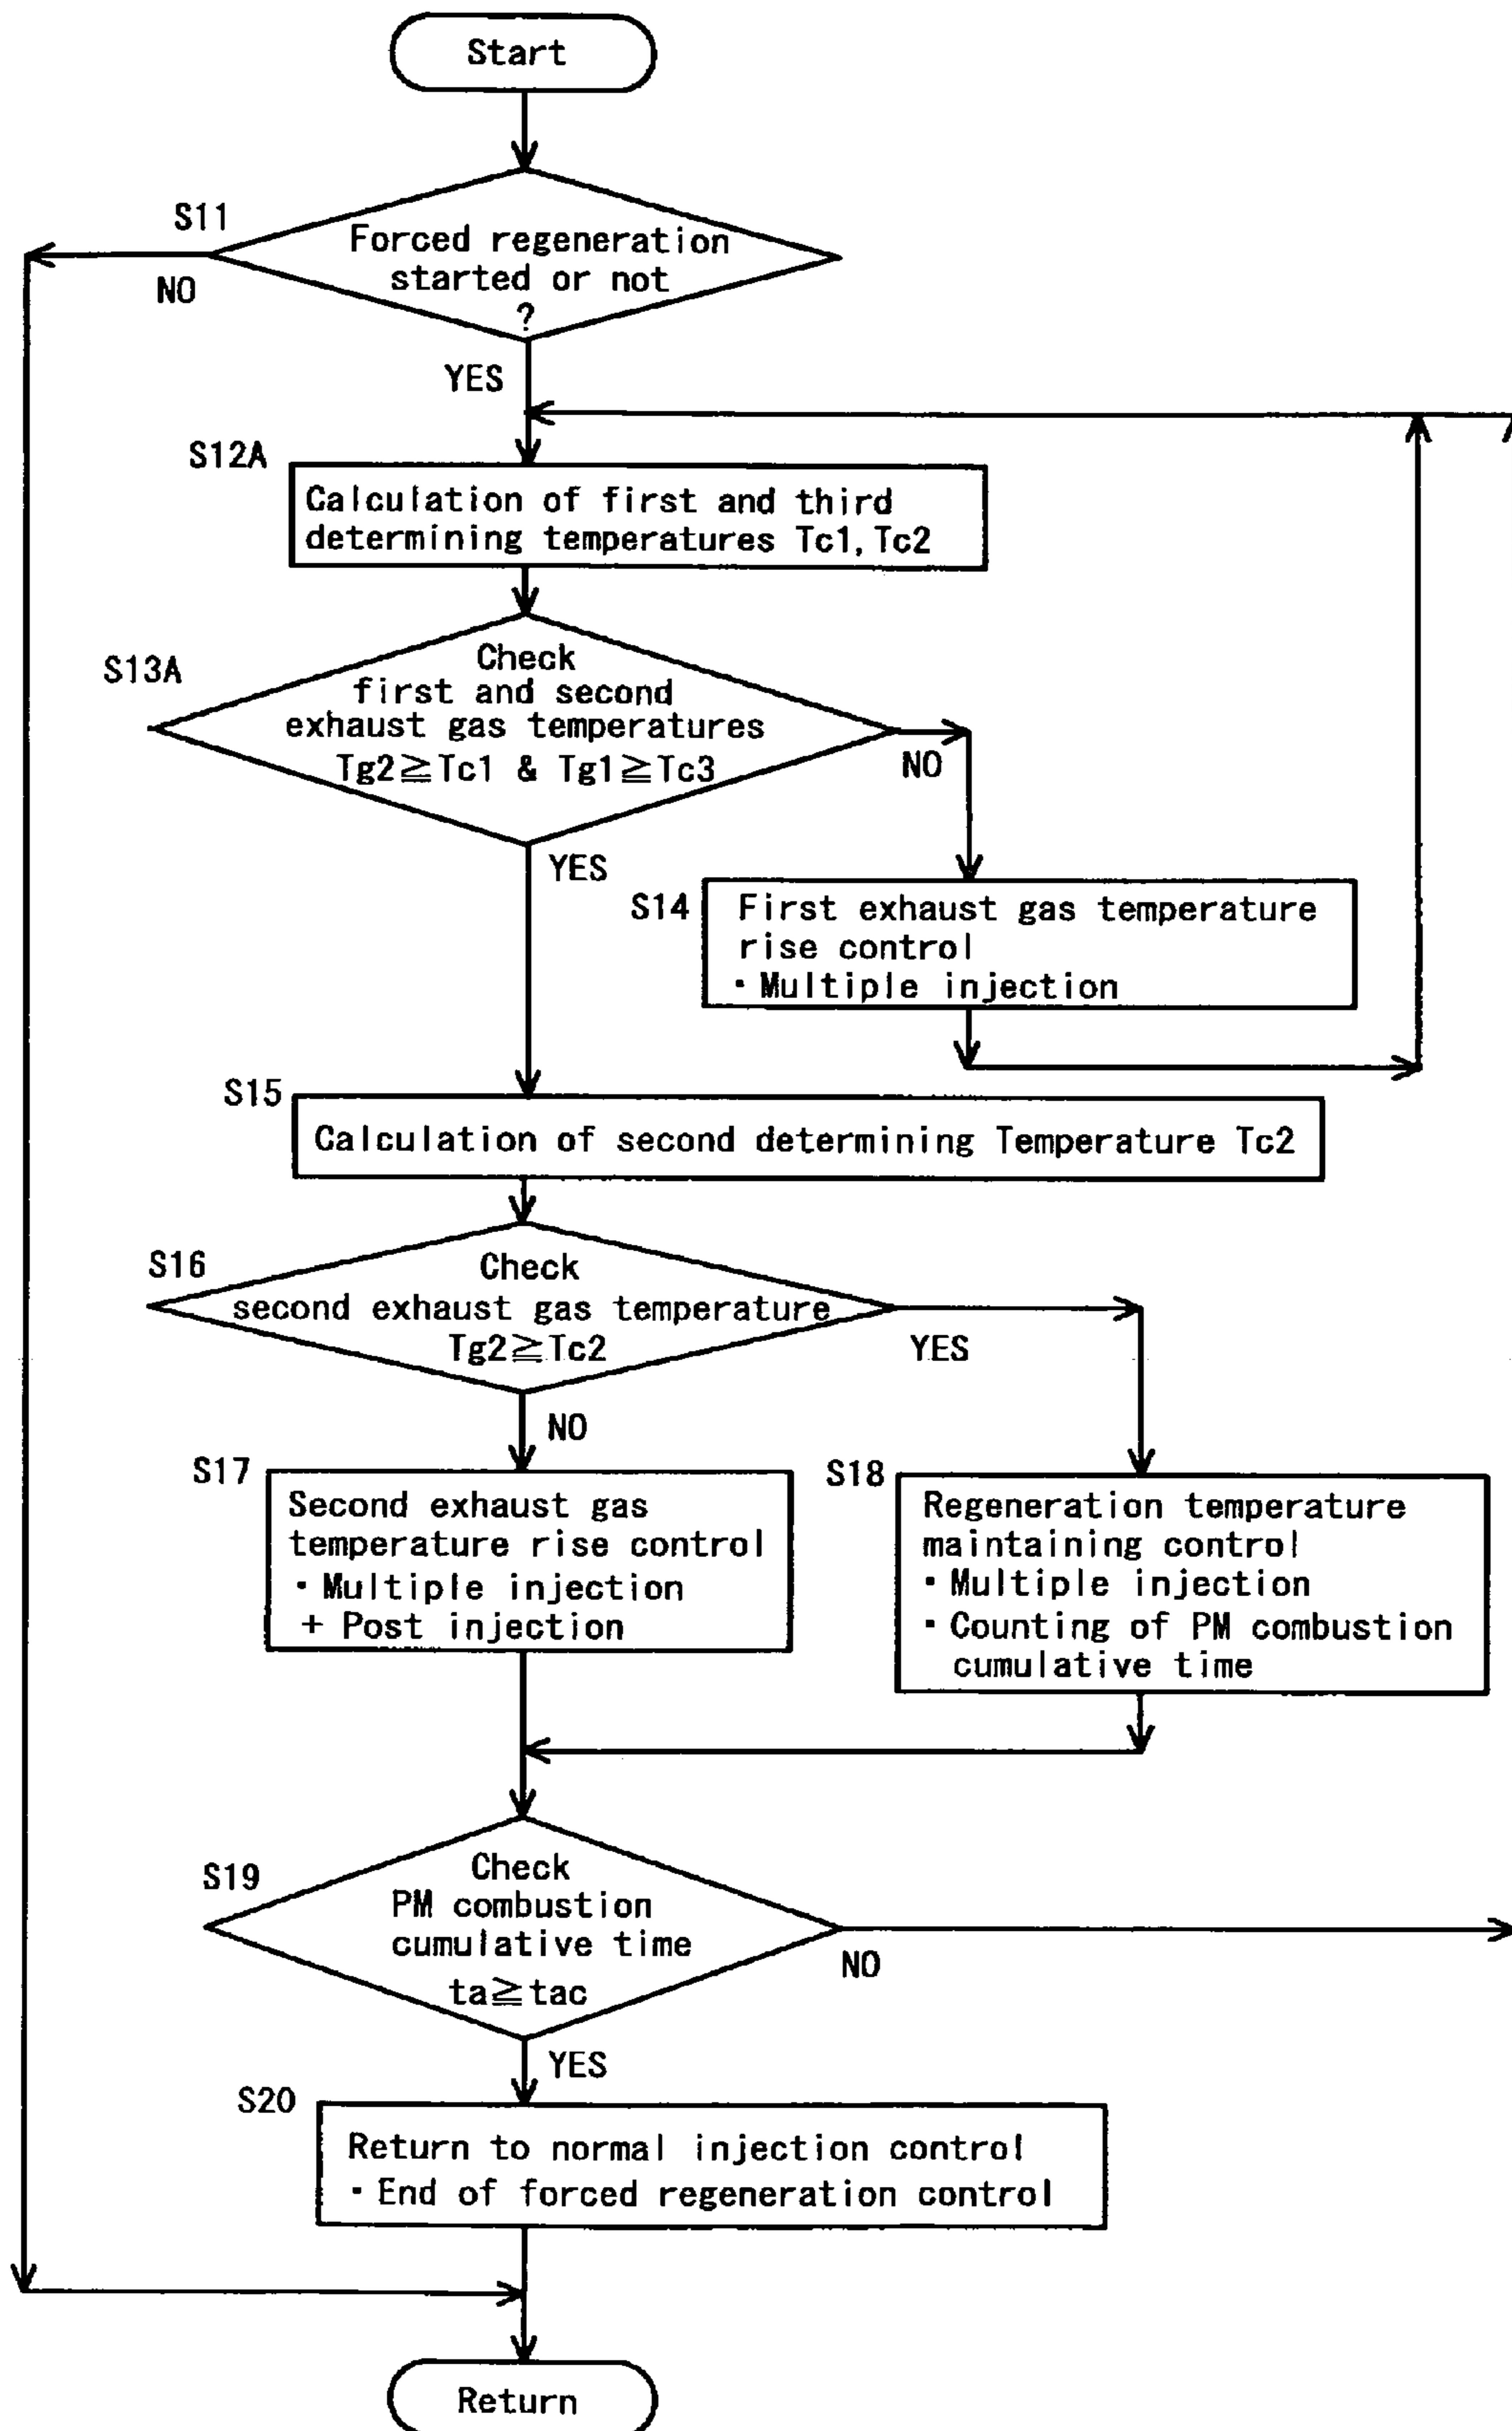 Start
S11
Forced regeneration
started or not
?
NO
YES
S12A
Calculation of first and third
determining temperatures Tc1, Tc2
S13A
Check
first and second
exhaust gas temperatures
Tg2≧Tc1 & Tg1≧Tc3
NO
YES
S14
First exhaust gas temperature
rise control
・Multiple injection
S15
Calculation of second determining Temperature Tc2
S16
Check
second exhaust gas temperature
Tg2≧Tc2
YES
NO
S17
Second exhaust gas
temperature rise control
・Multiple injection
+ Post injection
S18
Regeneration temperature
maintaining control
・Multiple injection
・Counting of PM combustion
cumulative time
S19
Check
PM combustion
cumulative time
ta≧tac
NO
YES
S20
Return to normal injection control
・End of forced regeneration control
Return